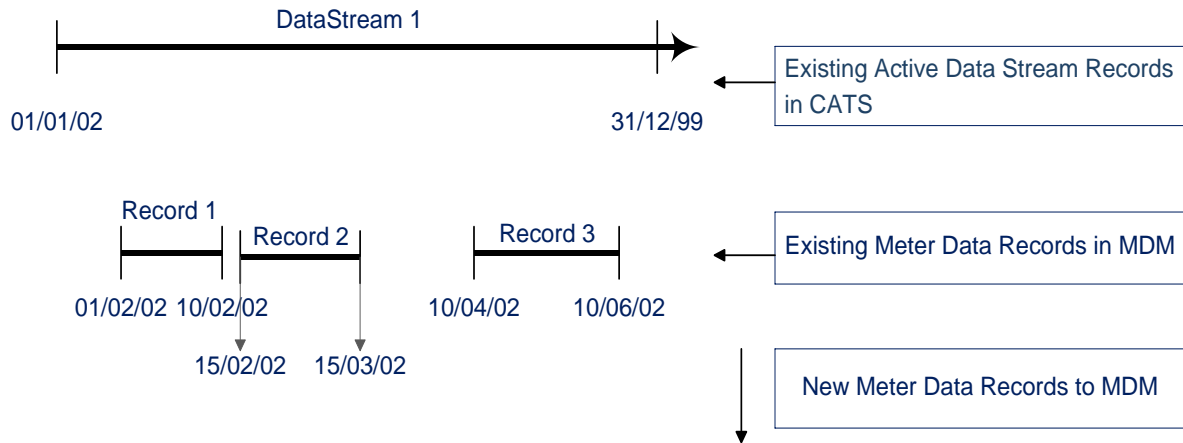 DataStream 1
Existing Active Data Stream Records
in CATS
01/01/02
31/12/99
Record 1
Record 2
Record 3
Existing Meter Data Records in MDM
01/02/02
10/02/02
10/04/02
10/06/02
15/02/02
15/03/02
New Meter Data Records to MDM